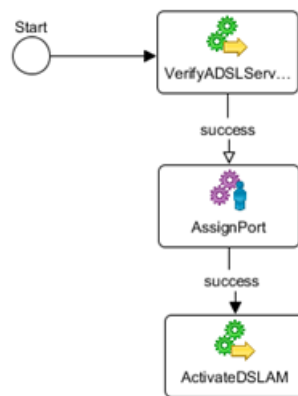 Start
VerifyADSLServ...
success
AssignPort
success
ActivateDSLAM